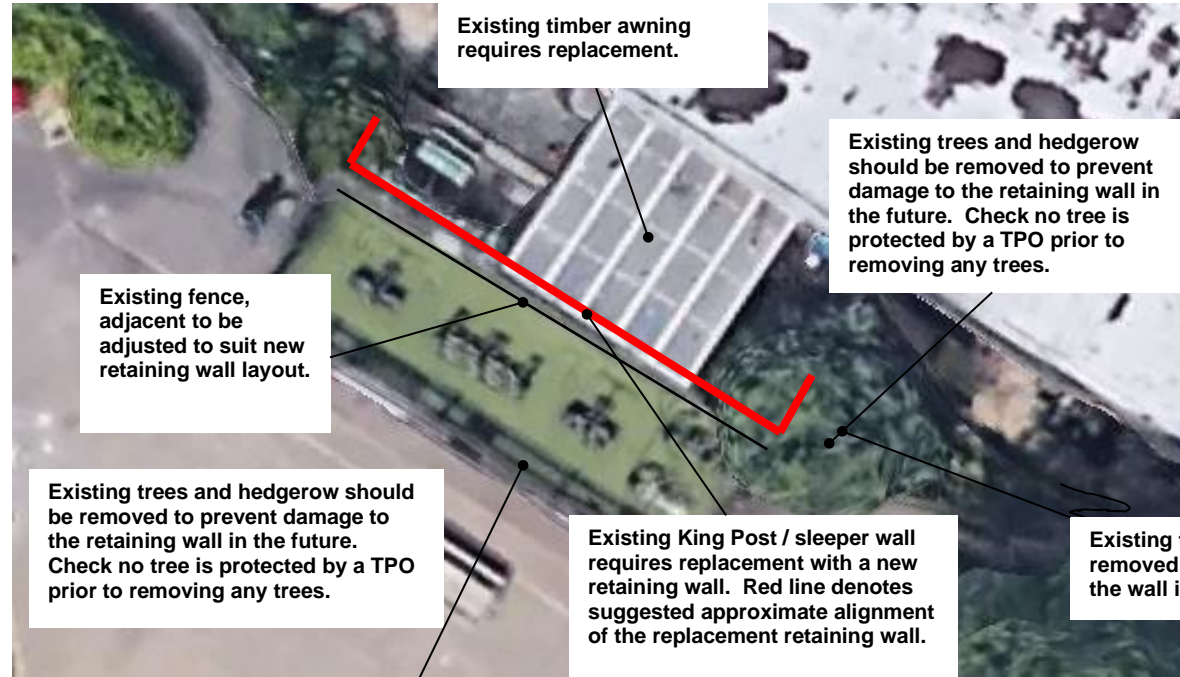 Existing timber awning
requires replacement.
Existing trees and hedgerow
should be removed to prevent
damage to the retaining wall in
the future. Check no tree is
protected by a TPO prior to
removing any trees.
Existing fence,
adjacent to be
adjusted to suit new
retaining wall layout.
Existing trees and hedgerow should
be removed to prevent damage to
the retaining wall in the future.
Check no tree is protected by a TPO
prior to removing any trees.
Existing King Post / sleeper wall
requires replacement with a new
retaining wall. Red line denotes
suggested approximate alignment
of the replacement retaining wall.
Existing
removed
the wall